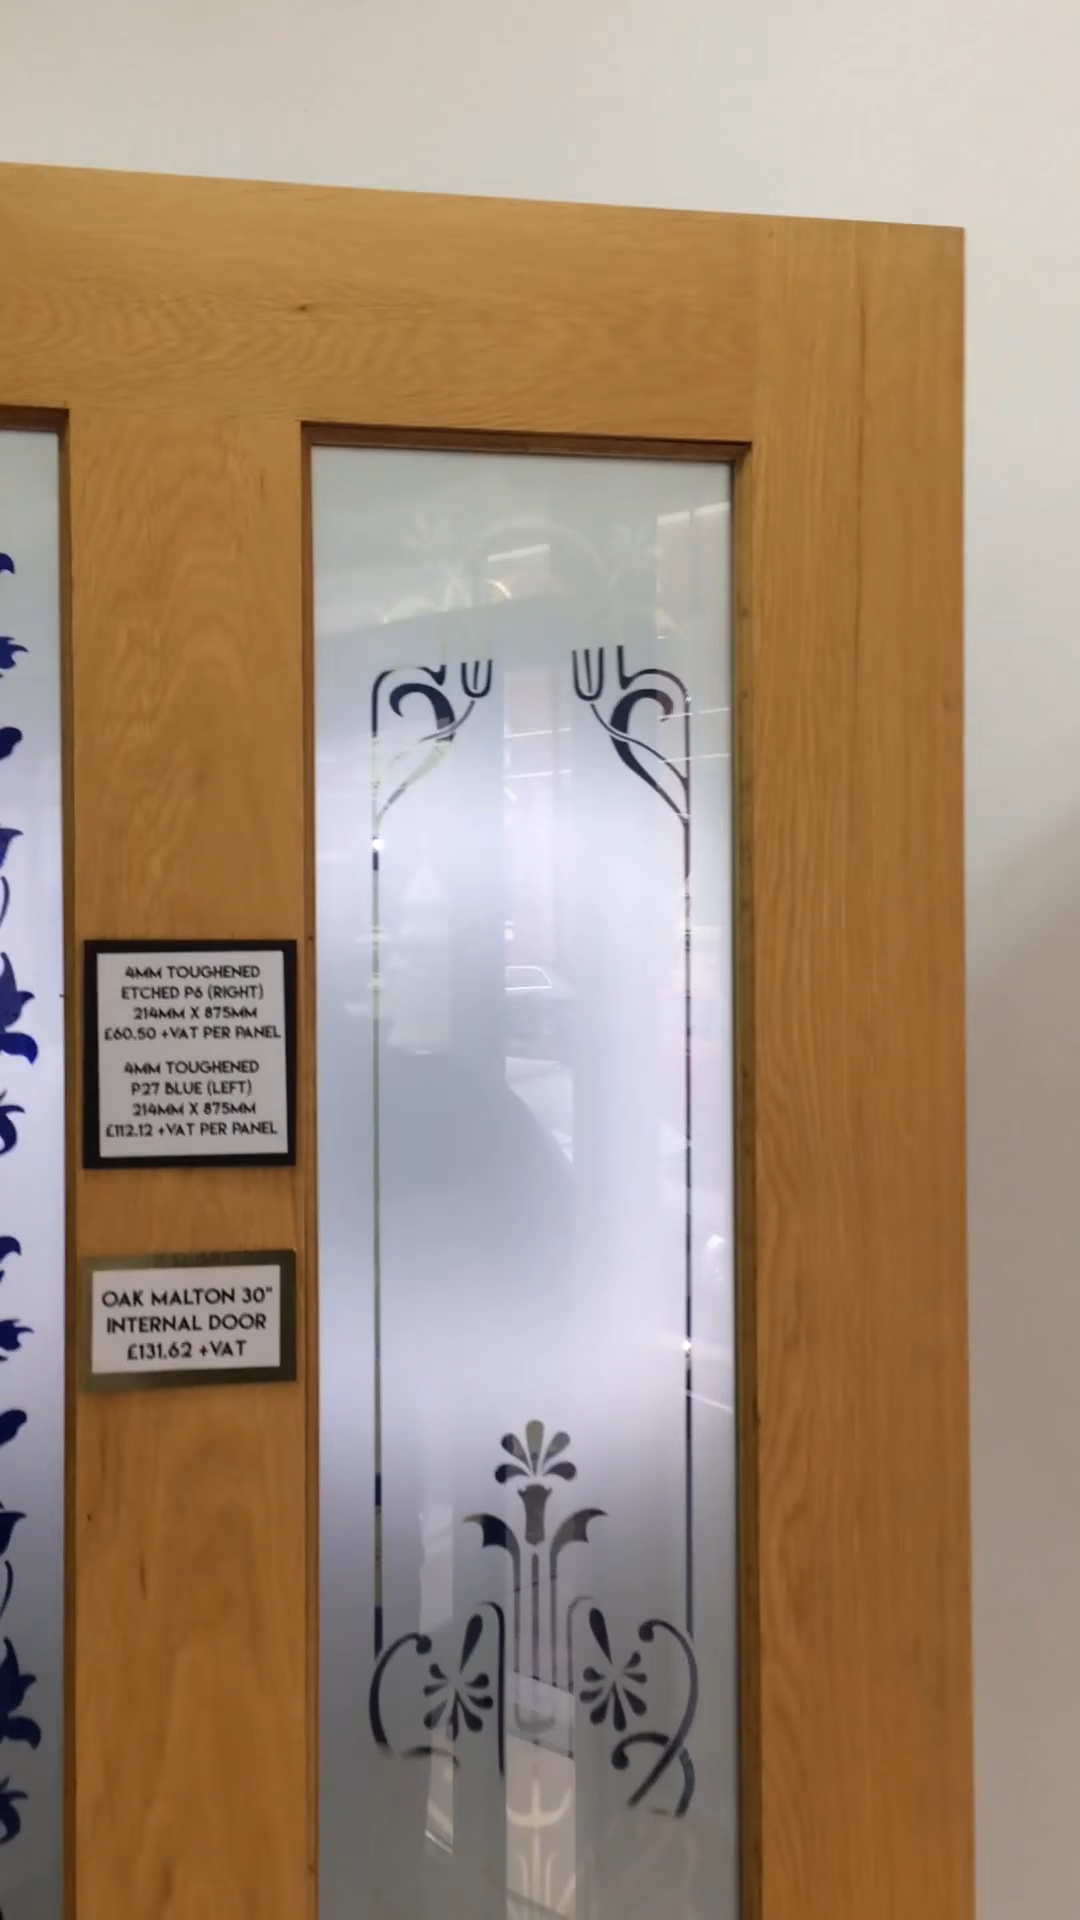 4MM TOUGHENED
ETCHED P6 (RIGHT)
214MM X 875MM
£60.50 +VAT PER PANEL
4MM TOUGHENED
P27 BLUE (LEFT)
214MM X 875MM
£112.12 +VAT PER PANEL
OAK MALTON 30"
INTERNAL DOOR
£131.62 +VAT